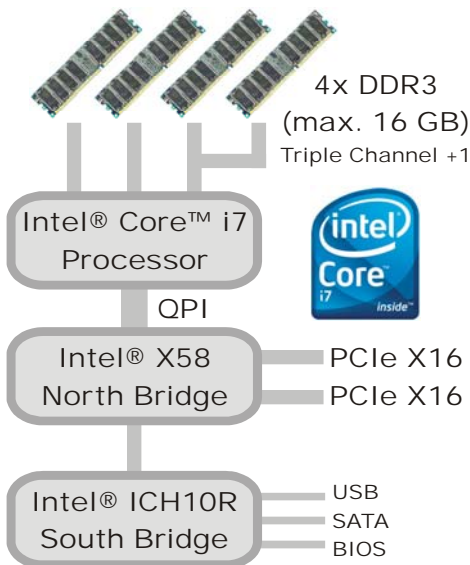 4x DDR3
(max. 16 GB)
Triple Channel +1
Intel® Core™ i7
Processor
intel
Core
i7
inside™
QPI
Intel® X58
North Bridge
PCIe X16
PCIe X16
Intel® ICH10R
South Bridge
USB
SATA
BIOS